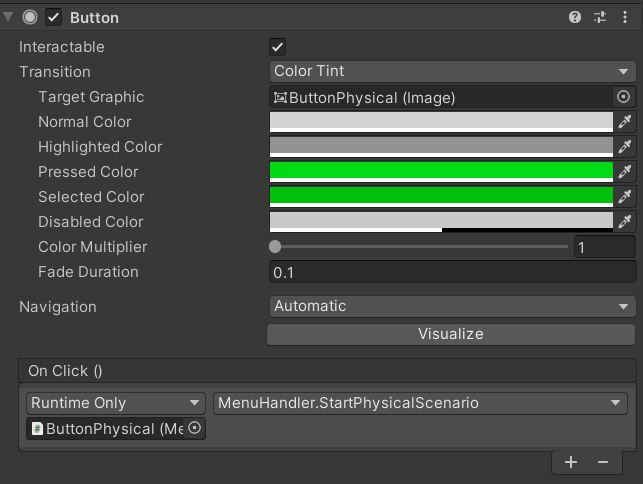 Button
Interactable
Transition Color Tint
Target Graphic ButtonPhysical (Image)
Normal Color
Highlighted Color
Pressed Color
Selected Color
Disabled Color
Color Multiplier 1
Fade Duration 0.1
Navigation Automatic
Visualize
On Click ()
Runtime Only MenuHandler.StartPhysicalScenario
ButtonPhysical (Me